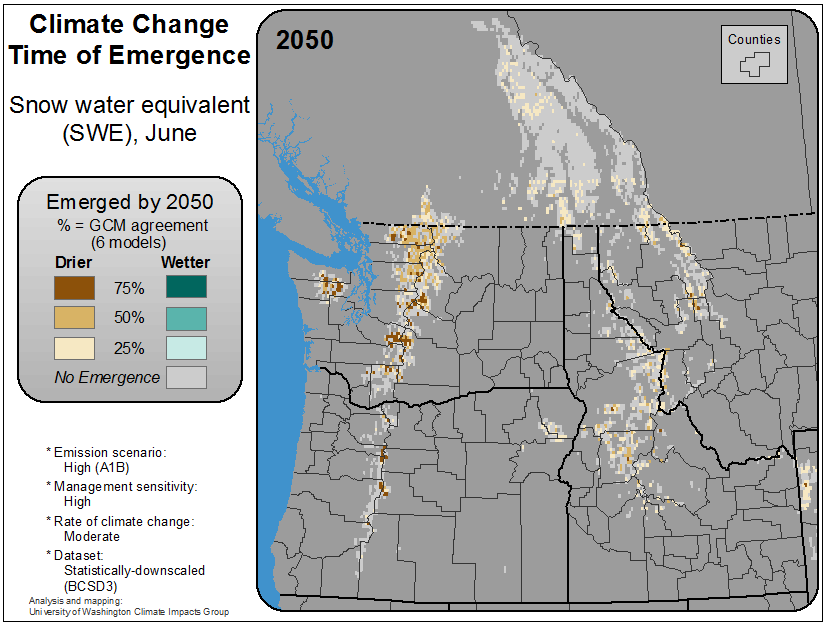 Climate Change
Time of Emergence
Snow water equivalent
(SWE), June
Emerged by 2050
% = GCM agreement
(6 models)
Drier Wetter
75%
50%
25%
No Emergence
* Emission scenario:
High (A1B)
* Management sensitivity:
High
* Rate of climate change:
Moderate
* Dataset:
Statistically-downscaled
(BCSD3)
Analysis and mapping:
University of Washington Climate Impacts Group
2050
Counties